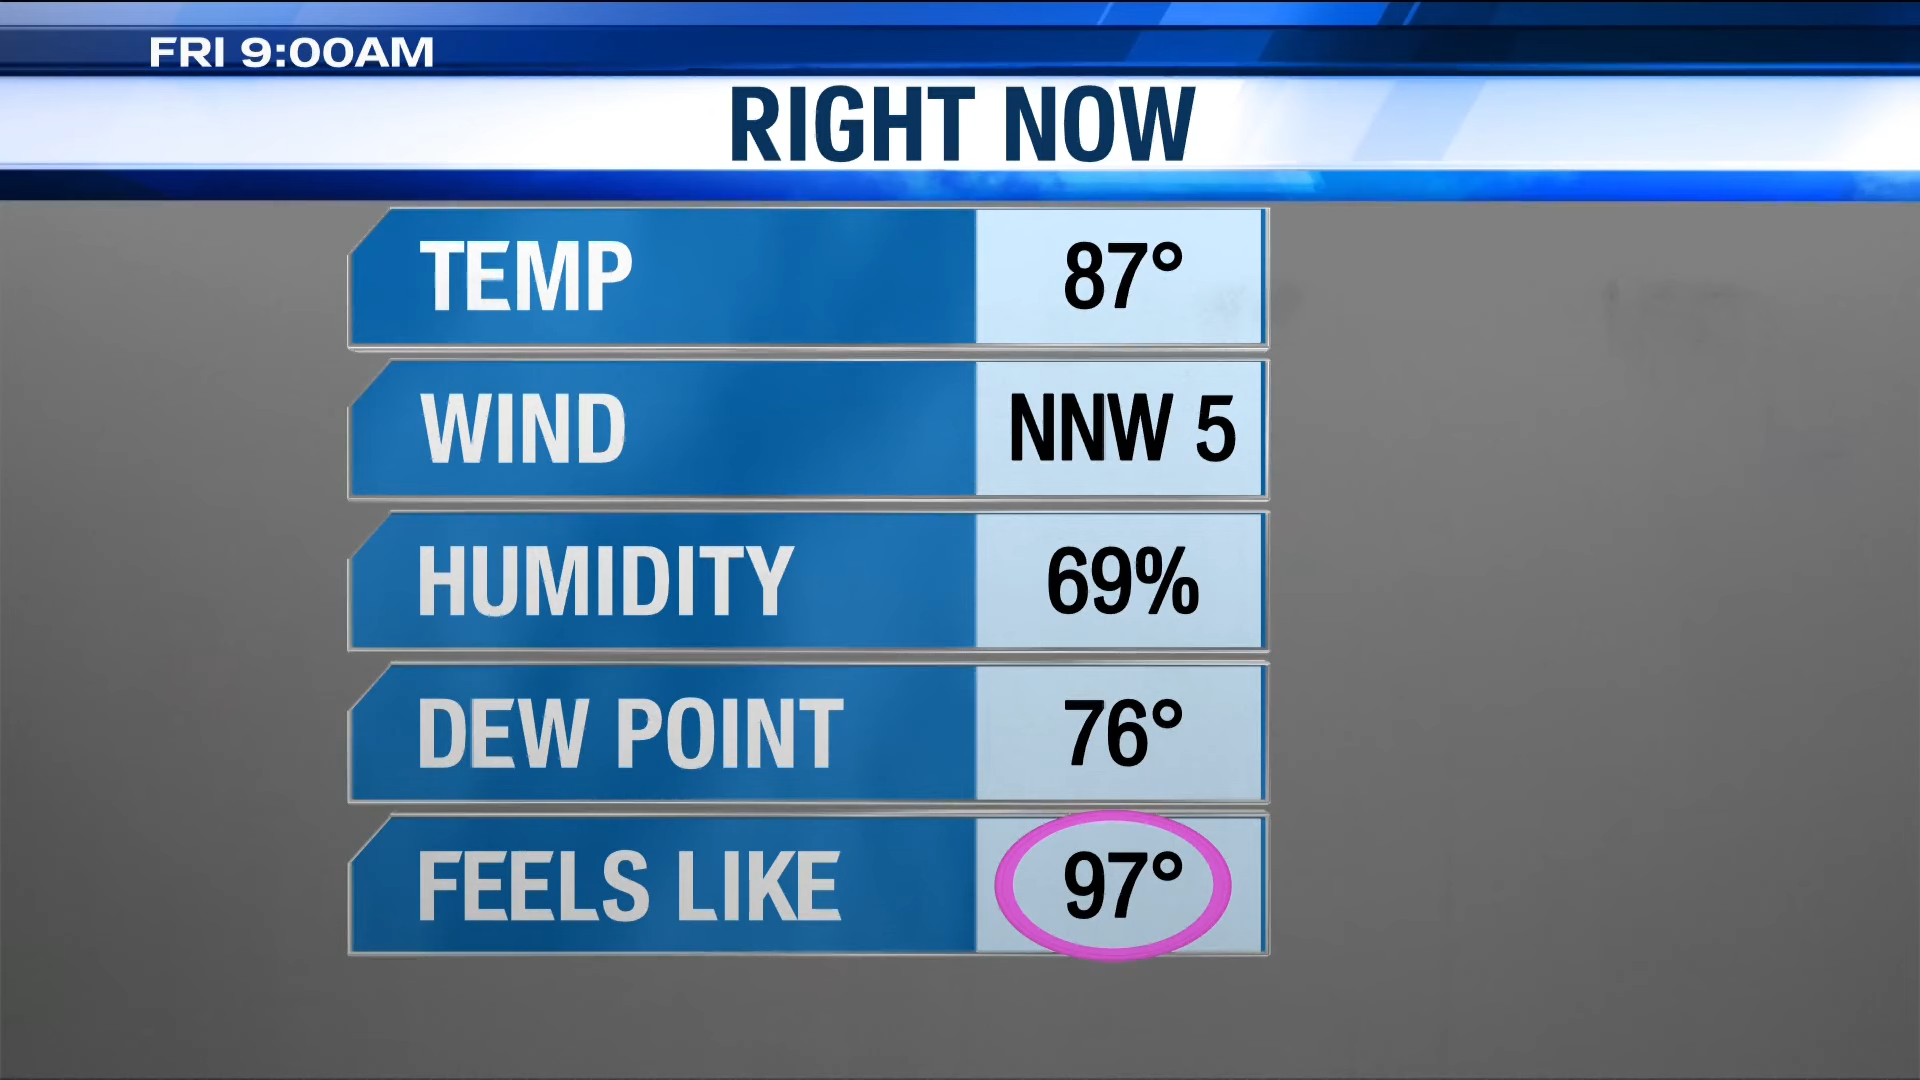 FRI 9:00AM
RIGHT NOW
TEMP 87°
WIND NNW 5
HUMIDITY 69%
DEW POINT 76°
FEELS LIKE 97°